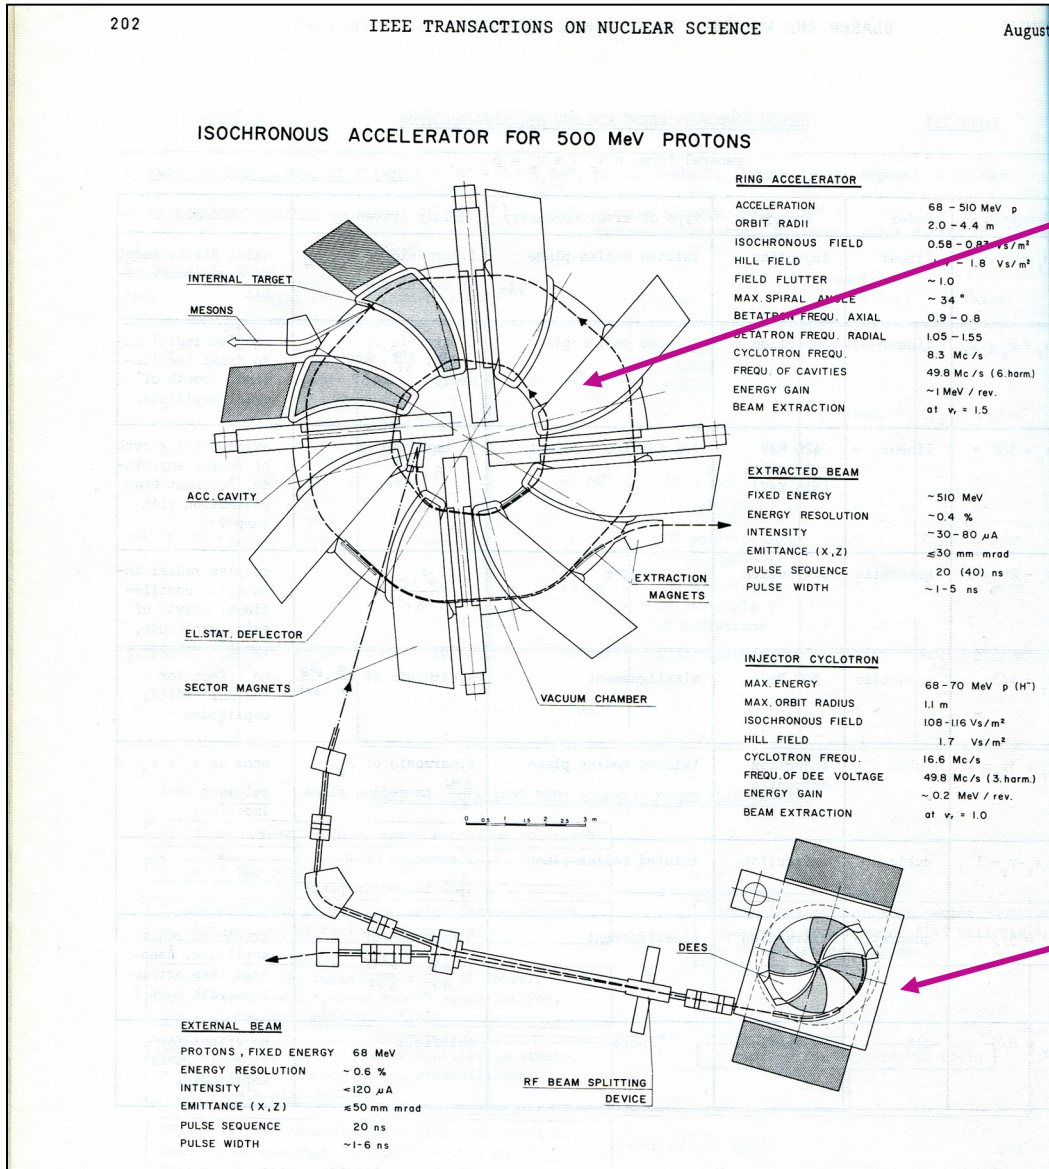 202 IEEE TRANSACTIONS ON NUCLEAR SCIENCE August
ISOCHRONOUS ACCELERATOR FOR 500 MeV PROTONS
RING ACCELERATOR
ACCELERATION 68 – 510 MeV p
ORBIT RADII 2.0 – 4.4 m
ISOCHRONOUS FIELD 0.58 – 0.83 Vs/m²
HILL FIELD – 1.8 Vs/m²
FIELD FLUTTER ~ 1.0
MAX. SPIRAL ANGLE ~ 34°
BETATRON FREQU. AXIAL 0.9 – 0.8
BETATRON FREQU. RADIAL 1.05 – 1.55
CYCLOTRON FREQU. 8.3 Mc/s
FREQU. OF CAVITIES 49.8 Mc/s (6.harm.)
ENERGY GAIN ~1 MeV / rev.
BEAM EXTRACTION at νr = 1.5
INTERNAL TARGET
MESONS
ACC. CAVITY
EL.STAT. DEFLECTOR
SECTOR MAGNETS
VACUUM CHAMBER
EXTRACTION
MAGNETS
EXTRACTED BEAM
FIXED ENERGY ~510 MeV
ENERGY RESOLUTION ~0.4 %
INTENSITY ~30–80 μA
EMITTANCE (X,Z) ≲30 mm mrad
PULSE SEQUENCE 20 (40) ns
PULSE WIDTH ~1–5 ns
INJECTOR CYCLOTRON
MAX. ENERGY 68–70 MeV p (H⁻)
MAX. ORBIT RADIUS 1.1 m
ISOCHRONOUS FIELD 1.08–1.16 Vs/m²
HILL FIELD 1.7 Vs/m²
CYCLOTRON FREQU. 16.6 Mc/s
FREQU. OF DEE VOLTAGE 49.8 Mc/s (3.harm.)
ENERGY GAIN ~0.2 MeV / rev.
BEAM EXTRACTION at νr = 1.0
0 0.5 1 1.5 2 2.5 3 m
DEES
RF BEAM SPLITTING
DEVICE
EXTERNAL BEAM
PROTONS, FIXED ENERGY 68 MeV
ENERGY RESOLUTION ~0.6 %
INTENSITY <120 μA
EMITTANCE (X,Z) ≲50 mm mrad
PULSE SEQUENCE 20 ns
PULSE WIDTH ~1–6 ns